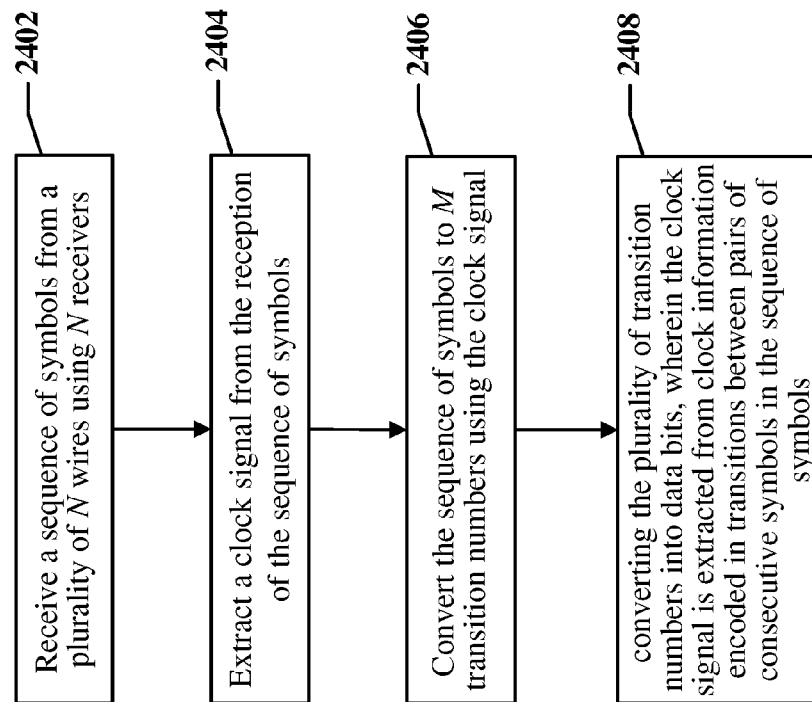 2402
Receive a sequence of symbols from a
plurality of N wires using N receivers
2404
Extract a clock signal from the reception
of the sequence of symbols
2406
Convert the sequence of symbols to M
transition numbers using the clock signal
2408
converting the plurality of transition
numbers into data bits, wherein the clock
signal is extracted from clock information
encoded in transitions between pairs of
consecutive symbols in the sequence of
symbols